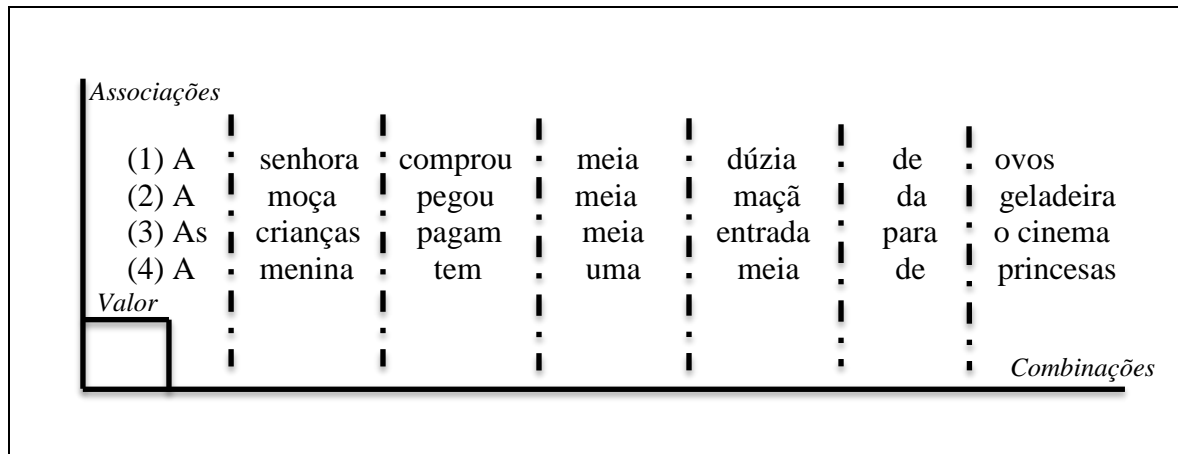 Associações
(1) A senhora comprou meia dúzia de ovos
(2) A moça pegou meia maçã da geladeira
(3) As crianças pagam meia entrada para o cinema
(4) A menina tem uma meia de princesas
Valor
Combinações